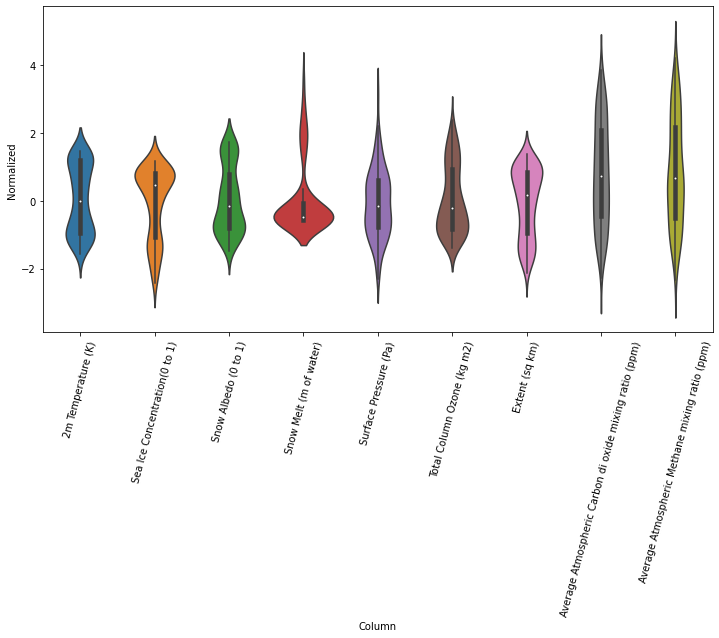 4
2
0
−2
Normalized
2m Temperature (K)
Sea Ice Concentration(0 to 1)
Snow Albedo (0 to 1)
Snow Melt (m of water)
Surface Pressure (Pa)
Total Column Ozone (kg m2)
Extent (sq km)
Average Atmospheric Carbon di oxide mixing ratio (ppm)
Average Atmospheric Methane mixing ratio (ppm)
Column